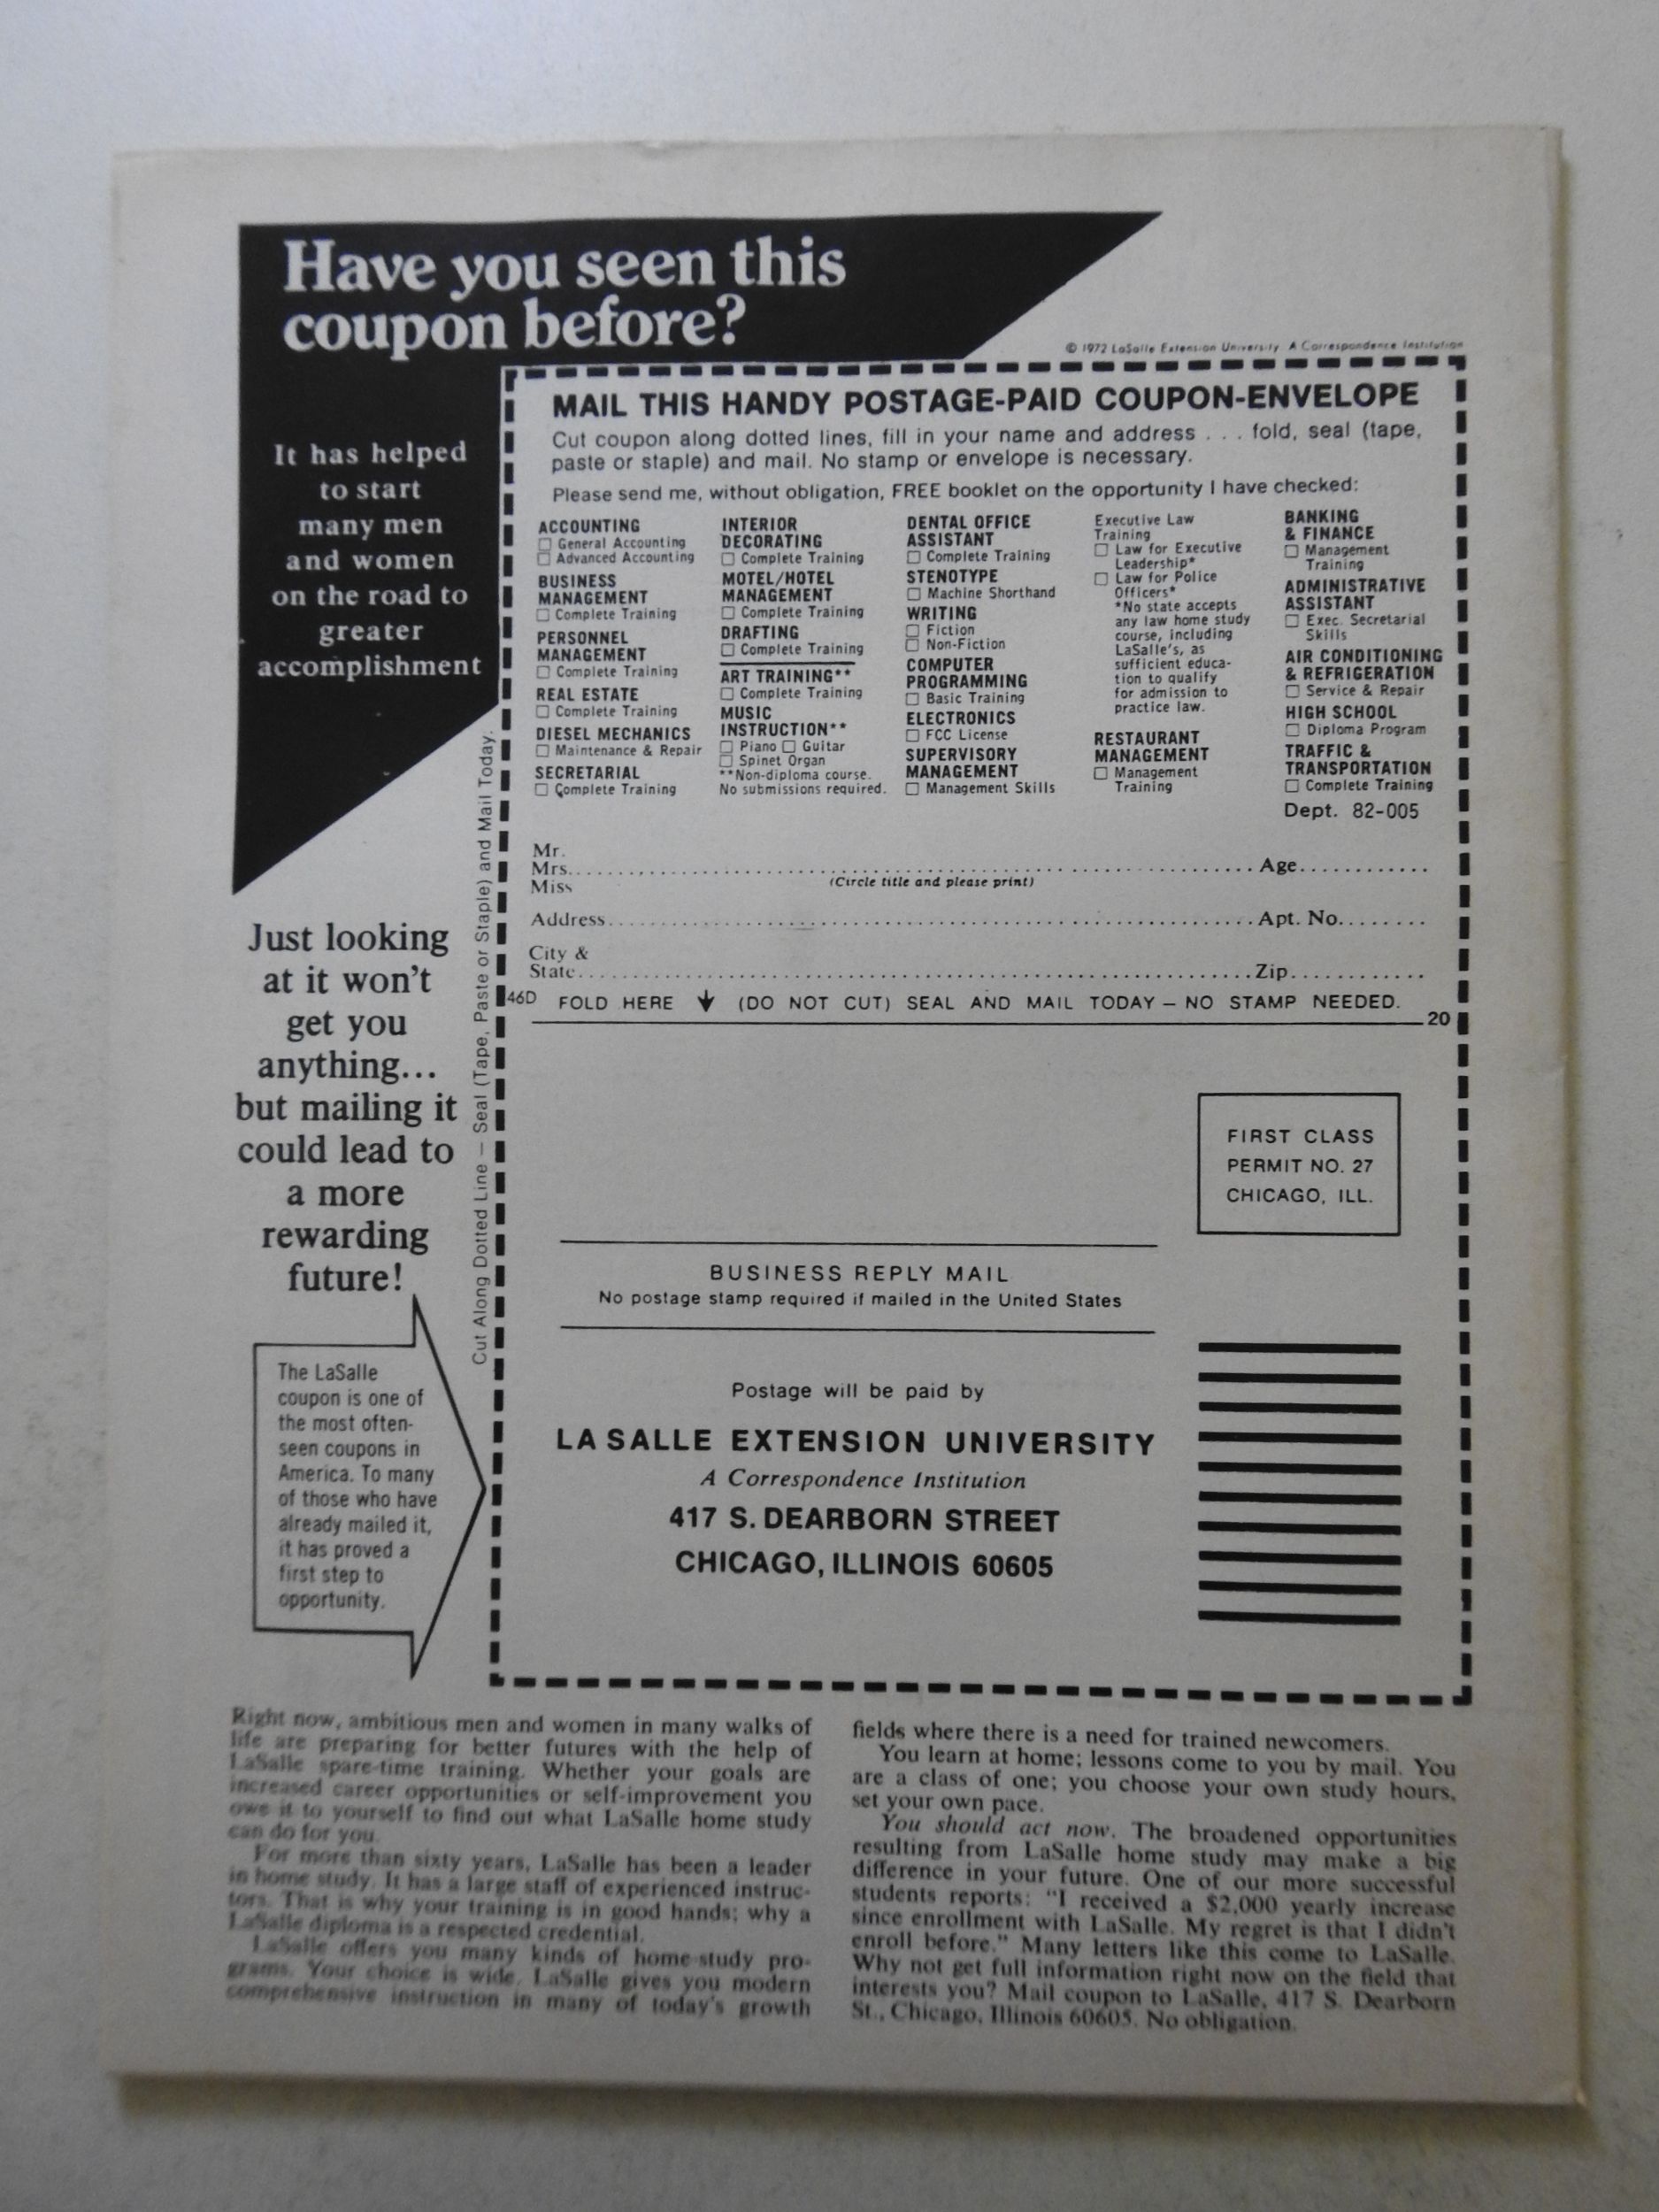 Have you seen this
coupon before?
It has helped
to start
many men
and women
on the road to
greater
accomplishment
© 1972 LaSalle Extension University A Correspondence Institution
MAIL THIS HANDY POSTAGE-PAID COUPON-ENVELOPE
Cut coupon along dotted lines, fill in your name and address . . . fold, seal (tape,
paste or staple) and mail. No stamp or envelope is necessary.
Please send me, without obligation, FREE booklet on the opportunity I have checked:
ACCOUNTING
☐ General Accounting
☐ Advanced Accounting
BUSINESS
MANAGEMENT
☐ Complete Training
PERSONNEL
MANAGEMENT
☐ Complete Training
REAL ESTATE
☐ Complete Training
DIESEL MECHANICS
☐ Maintenance & Repair
SECRETARIAL
☐ Complete Training
INTERIOR
DECORATING
☐ Complete Training
MOTEL/HOTEL
MANAGEMENT
☐ Complete Training
DRAFTING
☐ Complete Training
ART TRAINING**
☐ Complete Training
MUSIC
INSTRUCTION**
☐ Piano ☐ Guitar
☐ Spinet Organ
**Non-diploma course.
No submissions required.
DENTAL OFFICE
ASSISTANT
☐ Complete Training
STENOTYPE
☐ Machine Shorthand
WRITING
☐ Fiction
☐ Non-Fiction
COMPUTER
PROGRAMMING
☐ Basic Training
ELECTRONICS
☐ FCC License
SUPERVISORY
MANAGEMENT
☐ Management Skills
Executive Law
Training
☐ Law for Executive
Leadership*
☐ Law for Police
Officers*
*No state accepts
any law home study
course, including
LaSalle's, as
sufficient educa-
tion to qualify
for admission to
practice law.
RESTAURANT
MANAGEMENT
☐ Management
Training
BANKING
& FINANCE
☐ Management
Training
ADMINISTRATIVE
ASSISTANT
☐ Exec. Secretarial
Skills
AIR CONDITIONING
& REFRIGERATION
☐ Service & Repair
HIGH SCHOOL
☐ Diploma Program
TRAFFIC &
TRANSPORTATION
☐ Complete Training
Dept. 82-005
Mr.
Mrs. Age
Miss (Circle title and please print)
Address Apt. No.
City &
State Zip
46D FOLD HERE ↓ (DO NOT CUT) SEAL AND MAIL TODAY — NO STAMP NEEDED.
20
Cut Along Dotted Line — Seal (Tape, Paste or Staple) and Mail Today.
Just looking
at it won't
get you
anything...
but mailing it
could lead to
a more
rewarding
future!
The LaSalle
coupon is one of
the most often-
seen coupons in
America. To many
of those who have
already mailed it,
it has proved a
first step to
opportunity.
FIRST CLASS
PERMIT NO. 27
CHICAGO, ILL.
BUSINESS REPLY MAIL
No postage stamp required if mailed in the United States
Postage will be paid by
LA SALLE EXTENSION UNIVERSITY
A Correspondence Institution
417 S. DEARBORN STREET
CHICAGO, ILLINOIS 60605
Right now, ambitious men and women in many walks of
life are preparing for better futures with the help of
LaSalle spare-time training. Whether your goals are
increased career opportunities or self-improvement you
owe it to yourself to find out what LaSalle home study
can do for you.
For more than sixty years, LaSalle has been a leader
in home study. It has a large staff of experienced instruc-
tors. That is why your training is in good hands; why a
LaSalle diploma is a respected credential.
LaSalle offers you many kinds of home-study pro-
grams. Your choice is wide. LaSalle gives you modern
comprehensive instruction in many of today's growth
fields where there is a need for trained newcomers.
You learn at home; lessons come to you by mail. You
are a class of one; you choose your own study hours,
set your own pace.
You should act now. The broadened opportunities
resulting from LaSalle home study may make a big
difference in your future. One of our more successful
students reports: "I received a $2,000 yearly increase
since enrollment with LaSalle. My regret is that I didn't
enroll before." Many letters like this come to LaSalle.
Why not get full information right now on the field that
interests you? Mail coupon to LaSalle, 417 S. Dearborn
St., Chicago, Illinois 60605. No obligation.